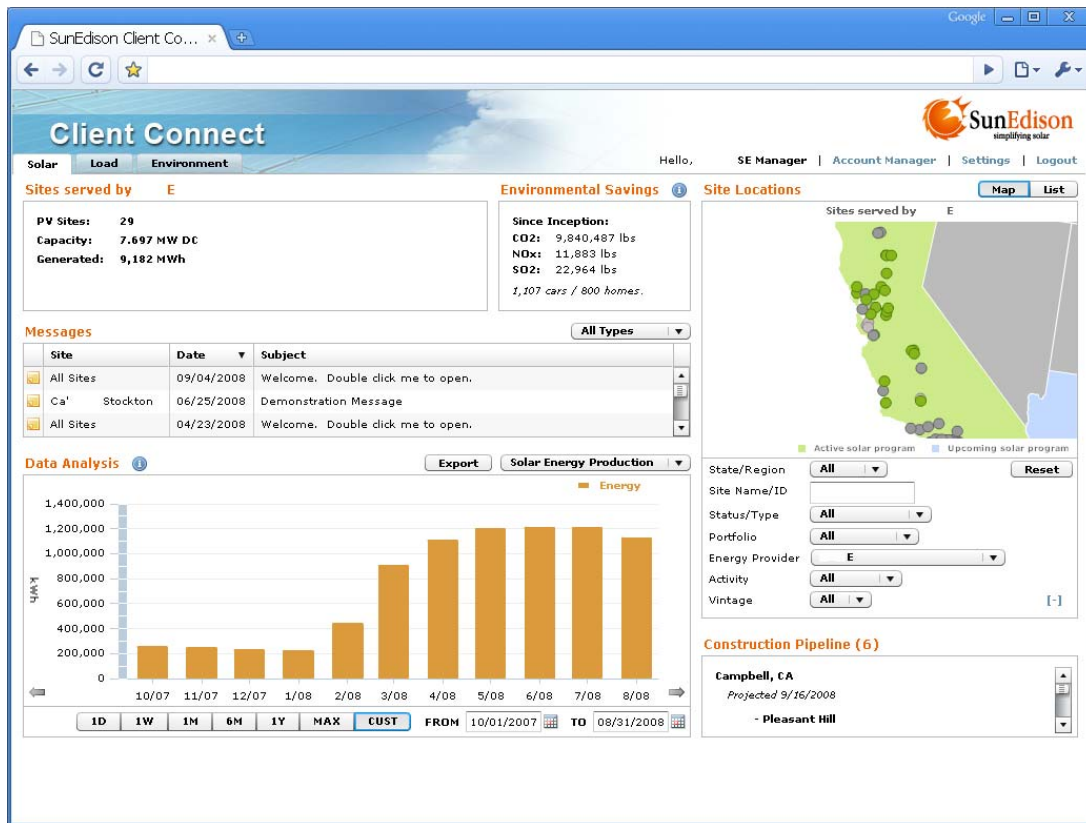 Google
SunEdison Client Co...
SunEdison
simplifying solar
Client Connect
Solar Load Environment
Hello, SE Manager | Account Manager | Settings | Logout
Sites served by E
PV Sites: 29
Capacity: 7.697 MW DC
Generated: 9,182 MWh
Environmental Savings
Since Inception:
CO2: 9,840,487 lbs
NOx: 11,883 lbs
SO2: 22,964 lbs
1,107 cars / 800 homes.
Messages
All Types
Site Date Subject
All Sites 09/04/2008 Welcome. Double click me to open.
Ca' Stockton 06/25/2008 Demonstration Message
All Sites 04/23/2008 Welcome. Double click me to open.
Data Analysis
Export
Solar Energy Production
Energy
kWh
1,400,000
1,200,000
1,000,000
800,000
600,000
400,000
200,000
0
10/07 11/07 12/07 1/08 2/08 3/08 4/08 5/08 6/08 7/08 8/08
1D 1W 1M 6M 1Y MAX CUST FROM 10/01/2007 TO 08/31/2008
Site Locations
Map List
Sites served by E
Active solar program Upcoming solar program
State/Region All Reset
Site Name/ID
Status/Type All
Portfolio All
Energy Provider E
Activity All
Vintage All [-]
Construction Pipeline (6)
Campbell, CA
Projected 9/16/2008
- Pleasant Hill